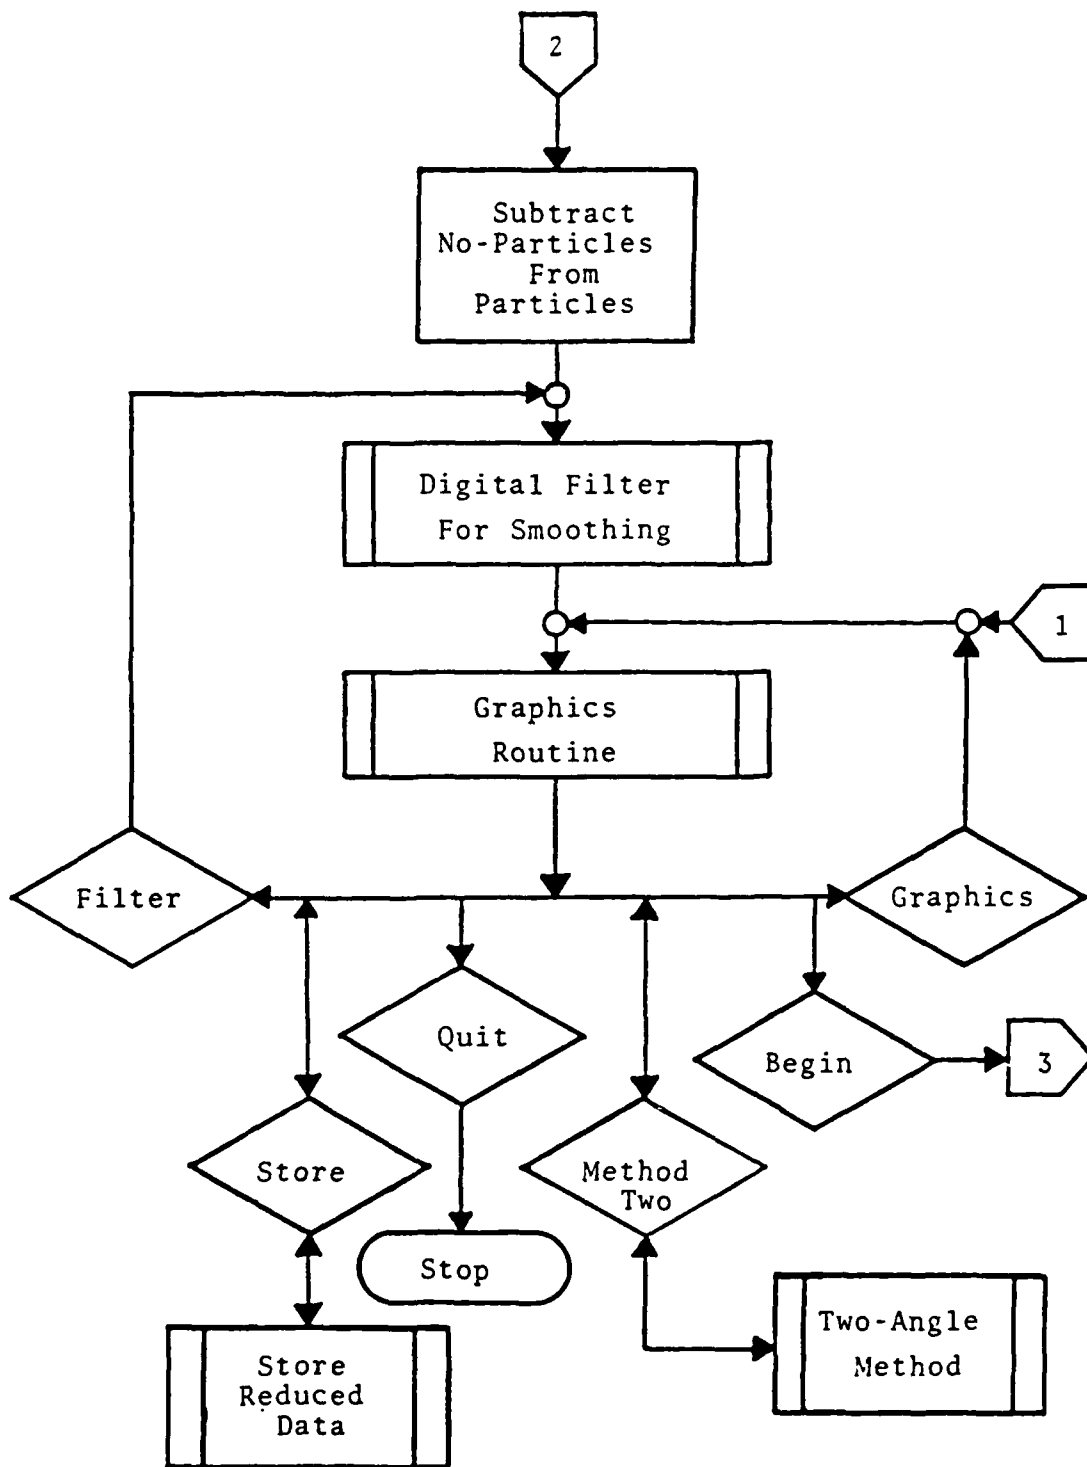 2
Subtract
No-Particles
From
Particles
Digital Filter
For Smoothing
1
Graphics
Routine
Filter
Graphics
Quit
Begin
3
Store
Method
Two
Stop
Two-Angle
Method
Store
Reduced
Data